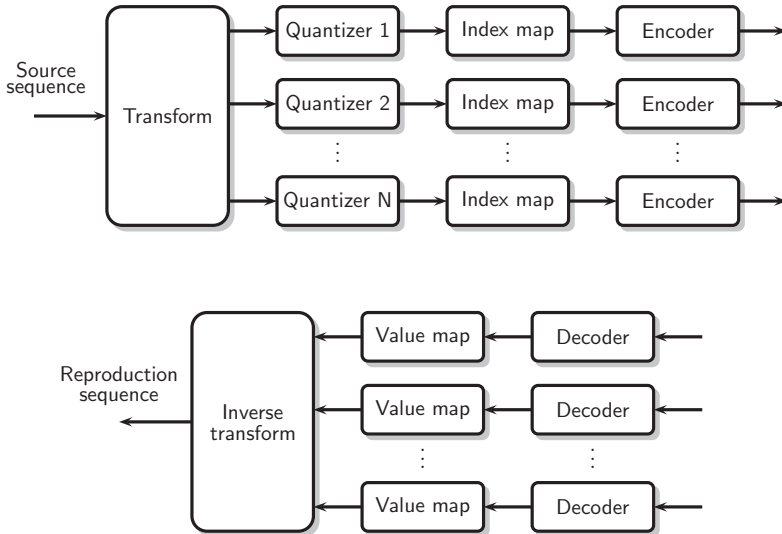 Source
sequence
Transform
Quantizer 1
Index map
Encoder
Quantizer 2
Index map
Encoder
Quantizer N
Index map
Encoder
Reproduction
sequence
Inverse
transform
Value map
Decoder
Value map
Decoder
Value map
Decoder